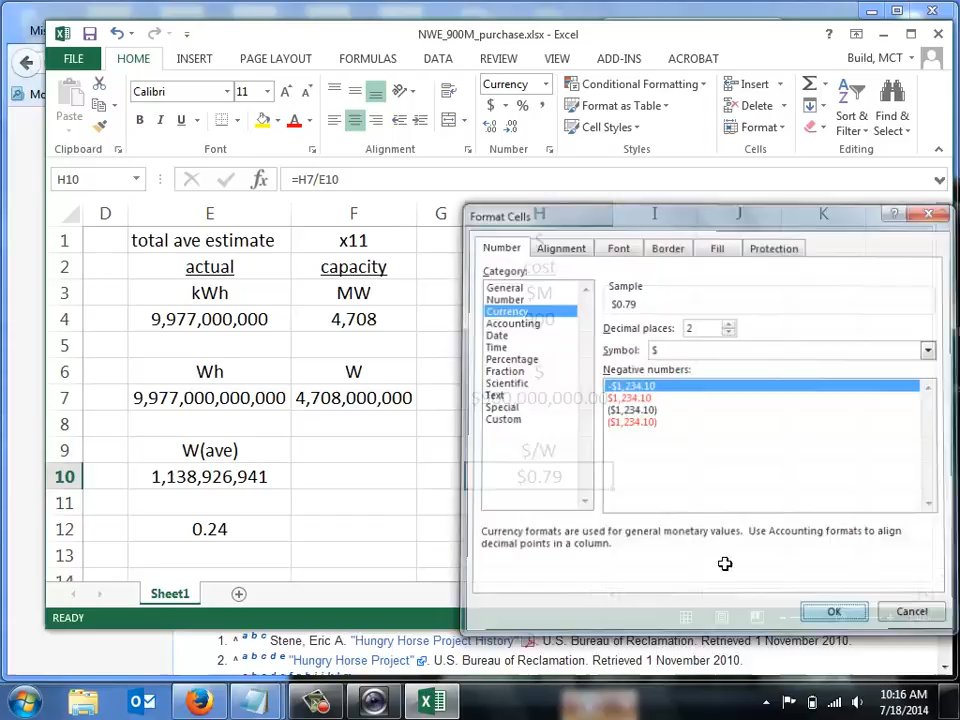 NWE_900M_purchase.xlsx - Excel
FILE
HOME
INSERT
PAGE LAYOUT
FORMULAS
DATA
REVIEW
VIEW
ADD-INS
ACROBAT
Build, MCT
Paste
Calibri
11
B I U
Currency
$ % ,
Conditional Formatting
Format as Table
Cell Styles
Insert
Delete
Format
Sort & Filter
Find & Select
Clipboard
Font
Alignment
Number
Styles
Cells
Editing
H10
fx
=H7/E10
D E F G H I J K
1 total ave estimate x11 $
2 actual capacity cost
3 kWh MW $M
4 9,977,000,000 4,708
5
6 Wh W $
7 9,977,000,000,000 4,708,000,000
8
9 W(ave) $/W
10 1,138,926,941 $0.79
11
12 0.24
13
14
Sheet1
READY
Format Cells
Number Alignment Font Border Fill Protection
Category:
General
Number
Currency
Accounting
Date
Time
Percentage
Fraction
Scientific
Text
Special
Custom
Sample
$0.79
Decimal places: 2
Symbol: $
Negative numbers:
-$1,234.10
$1,234.10
($1,234.10)
($1,234.10)
Currency formats are used for general monetary values. Use Accounting formats to align
decimal points in a column.
OK
Cancel
1. ^ a b c Stene, Eric A. "Hungry Horse Project History". U.S. Bureau of Reclamation. Retrieved 1 November 2010.
2. ^ a b c d e "Hungry Horse Project". U.S. Bureau of Reclamation. Retrieved 1 November 2010.
10:16 AM
7/18/2014